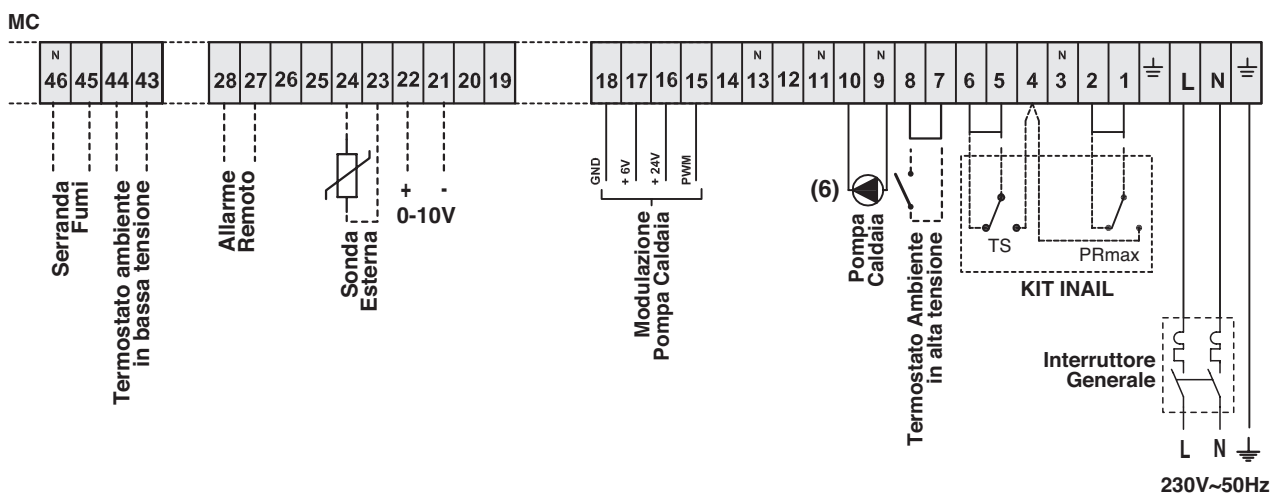 MC
N N N N N
46 45 44 43 28 27 26 25 24 23 22 21 20 19 18 17 16 15 14 13 12 11 10 9 8 7 6 5 4 3 2 1 L N
Serranda
Fumi
Termostato ambiente
in bassa tensione
Allarme
Remoto
Sonda
Esterna
+ -
0-10V
GND
+ 6V
+ 24V
PWM
Modulazione
Pompa Caldaia
(6)
Pompa
Caldaia
Termostato Ambiente
in alta tensione
TS
PRmax
KIT INAIL
Interruttore
Generale
L N
230V~50Hz